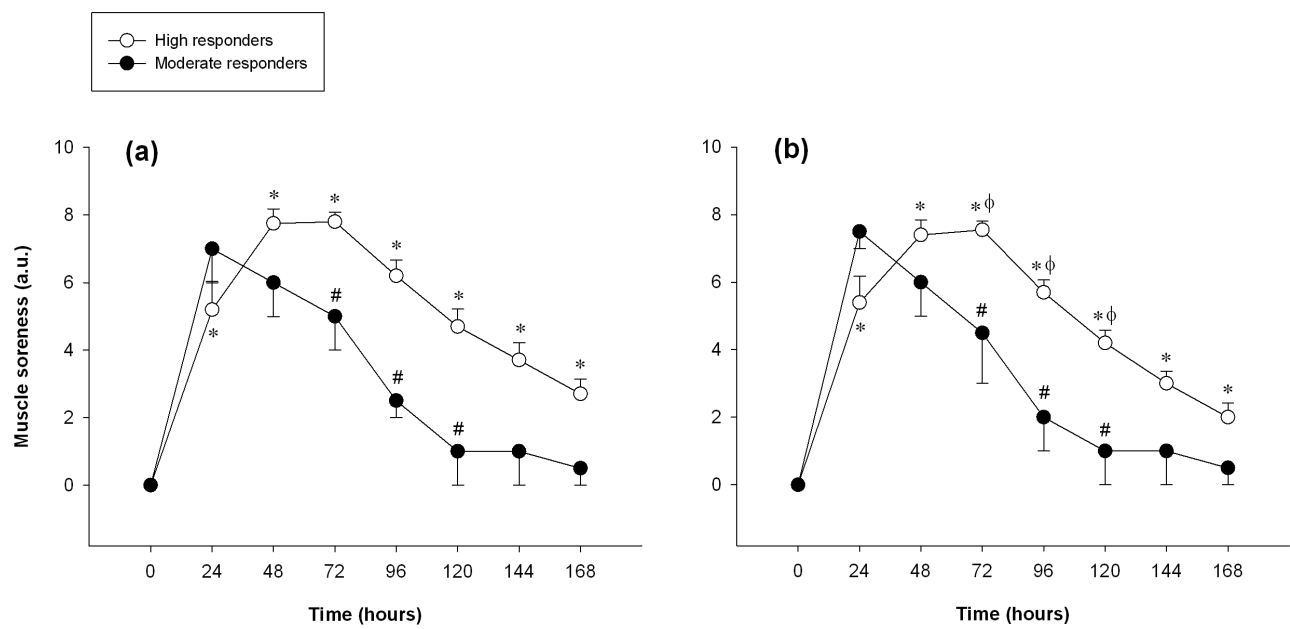 High responders
Moderate responders
(a)
10
8
6
4
2
0
Muscle soreness (a.u.)
* * * * * * *
# # #
0 24 48 72 96 120 144 168
Time (hours)
(b)
10
8
6
4
2
0
* * *ϕ *ϕ *ϕ * *
# # #
0 24 48 72 96 120 144 168
Time (hours)